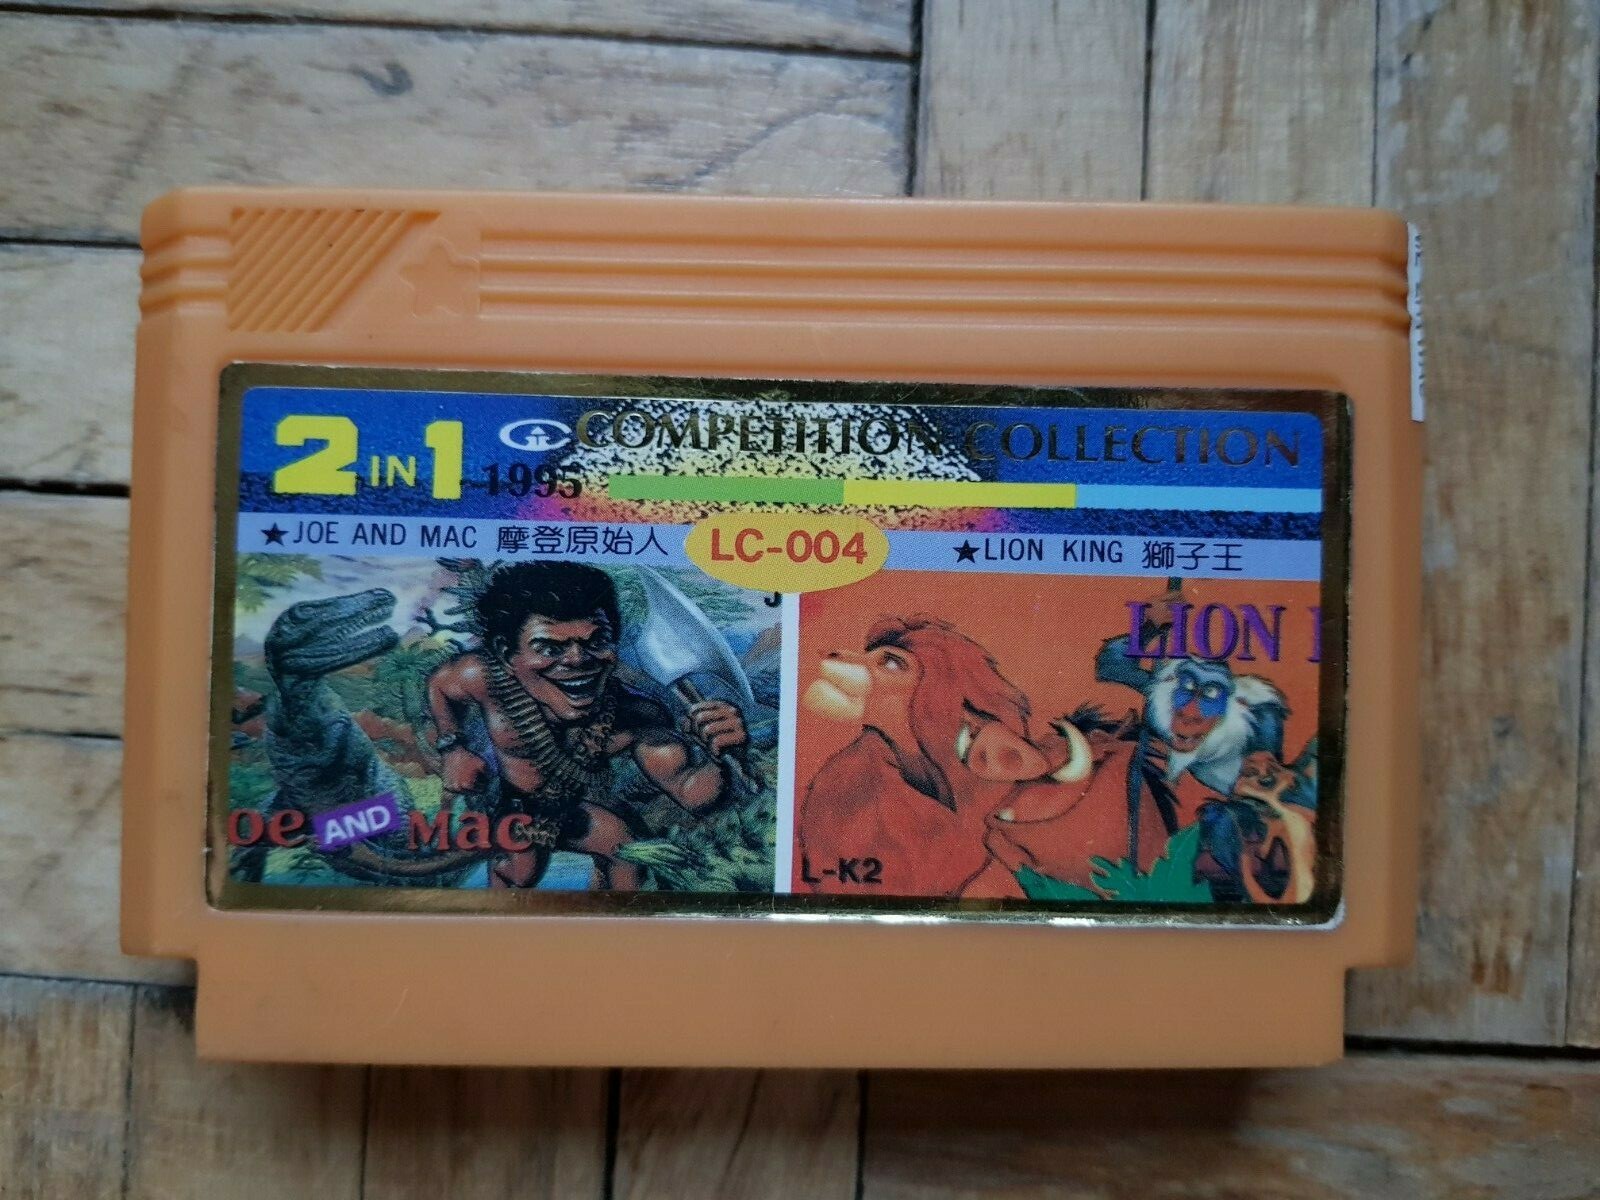 2 IN 1 COMPETITION COLLECTION
1995
★JOE AND MAC 摩登原始人
LC-004
★LION KING 獅子王
J
LION
oe AND Mac
L-K2